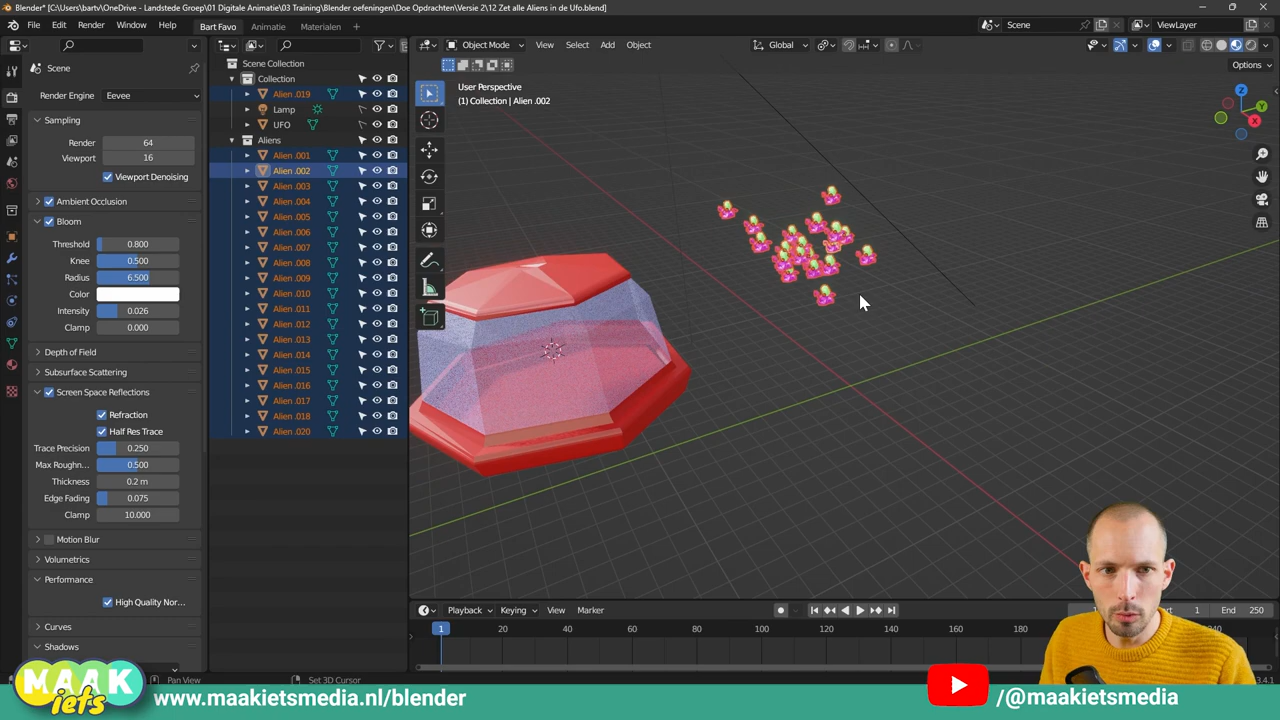 Blender* [C:\Users\bartv\OneDrive - Landstede Groep\01 Digitale Animatie\03 Training\Blender oefeningen\Doe Opdrachten\Versie 2\12 Zet alle Aliens in de Ufo.blend]
File Edit Render Window Help Bart Favo Animatie Materialen Scene ViewLayer
Object Mode View Select Add Object Global
Options
Scene
Render Engine Eevee
Sampling
Render 64
Viewport 16
Viewport Denoising
Ambient Occlusion
Bloom
Threshold 0.800
Knee 0.500
Radius 6.500
Color
Intensity 0.026
Clamp 0.000
Depth of Field
Subsurface Scattering
Screen Space Reflections
Refraction
Half Res Trace
Trace Precision 0.250
Max Roughn... 0.500
Thickness 0.2 m
Edge Fading 0.075
Clamp 10.000
Motion Blur
Volumetrics
Performance
High Quality Nor...
Curves
Shadows
Scene Collection
Collection
Alien .019
Lamp
UFO
Aliens
Alien .001
Alien .002
Alien .003
Alien .004
Alien .005
Alien .006
Alien .007
Alien .008
Alien .009
Alien .010
Alien .011
Alien .012
Alien .013
Alien .014
Alien .015
Alien .016
Alien .017
Alien .018
Alien .020
User Perspective
(1) Collection | Alien .002
Z
Y
X
Playback Keying View Marker
1 End 250
1 20 40 60 80 100 120 140 160 180 240
Pan View Set 3D Cursor 3.4.1
MAAK
iets
www.maakietsmedia.nl/blender
/@maakietsmedia